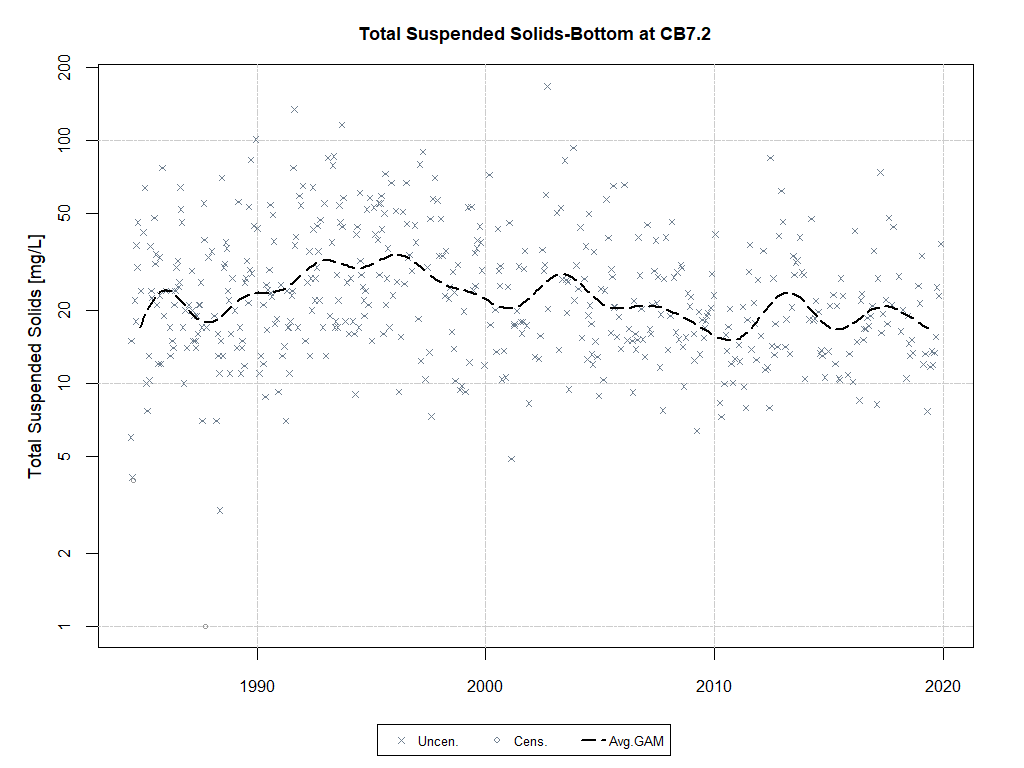 Total Suspended Solids-Bottom at CB7.2
Total Suspended Solids [mg/L]
200
100
50
20
10
5
2
1
1990 2000 2010 2020
Uncen. Cens. Avg.GAM